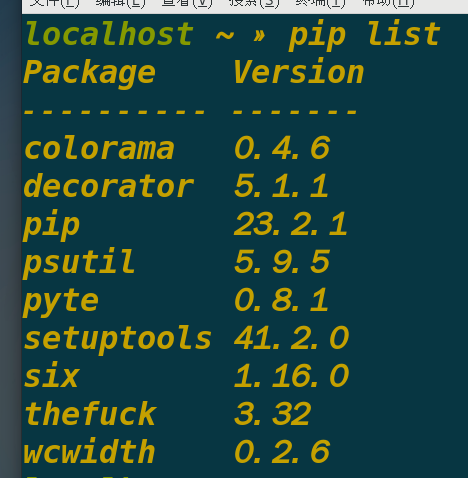 文件(F) 编辑(E) 查看(V) 搜索(S) 终端(T) 帮助(H)
localhost ~ » pip list
Package Version
---------- -------
colorama 0.4.6
decorator 5.1.1
pip 23.2.1
psutil 5.9.5
pyte 0.8.1
setuptools 41.2.0
six 1.16.0
thefuck 3.32
wcwidth 0.2.6